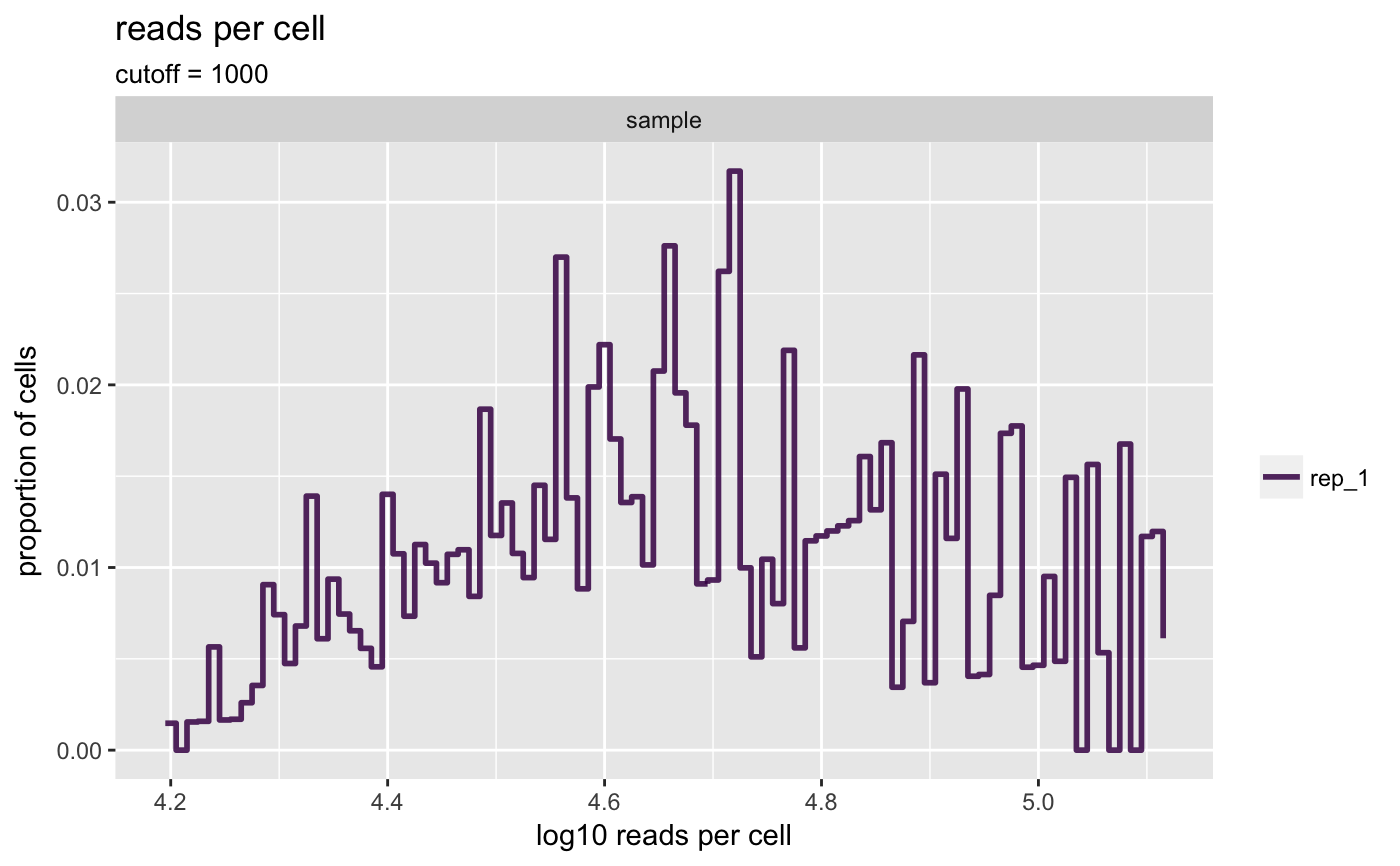 reads per cell
cutoff = 1000
sample
0.03
0.02
0.01
0.00
proportion of cells
4.2 4.4 4.6 4.8 5.0
log10 reads per cell
rep_1